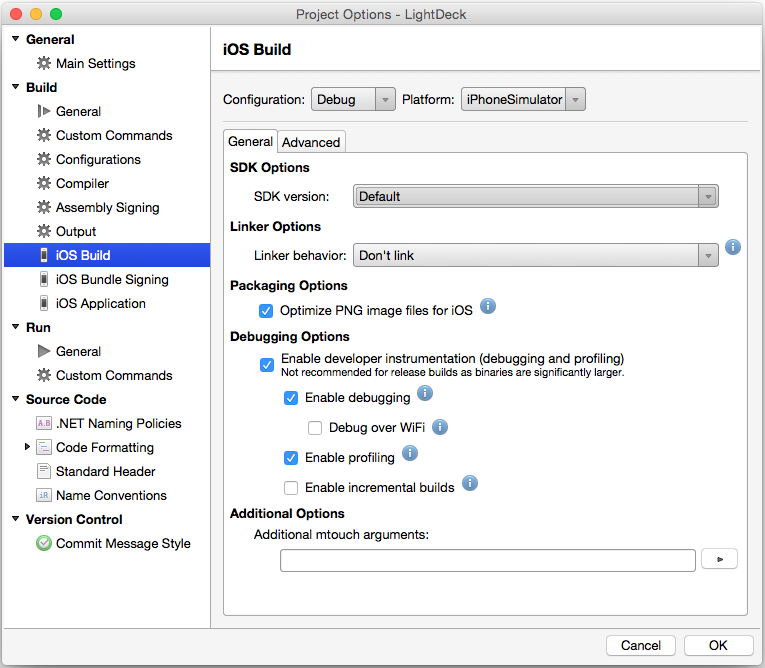 Project Options - LightDeck
General
Main Settings
Build
General
Custom Commands
Configurations
Compiler
Assembly Signing
Output
iOS Build
iOS Bundle Signing
iOS Application
Run
General
Custom Commands
Source Code
A.B .NET Naming Policies
Code Formatting
Standard Header
iR Name Conventions
Version Control
Commit Message Style
iOS Build
Configuration: Debug Platform: iPhoneSimulator
General Advanced
SDK Options
SDK version: Default
Linker Options
Linker behavior: Don't link i
Packaging Options
Optimize PNG image files for iOS i
Debugging Options
Enable developer instrumentation (debugging and profiling)
Not recommended for release builds as binaries are significantly larger.
Enable debugging i
Debug over WiFi i
Enable profiling i
Enable incremental builds i
Additional Options
Additional mtouch arguments:
Cancel OK